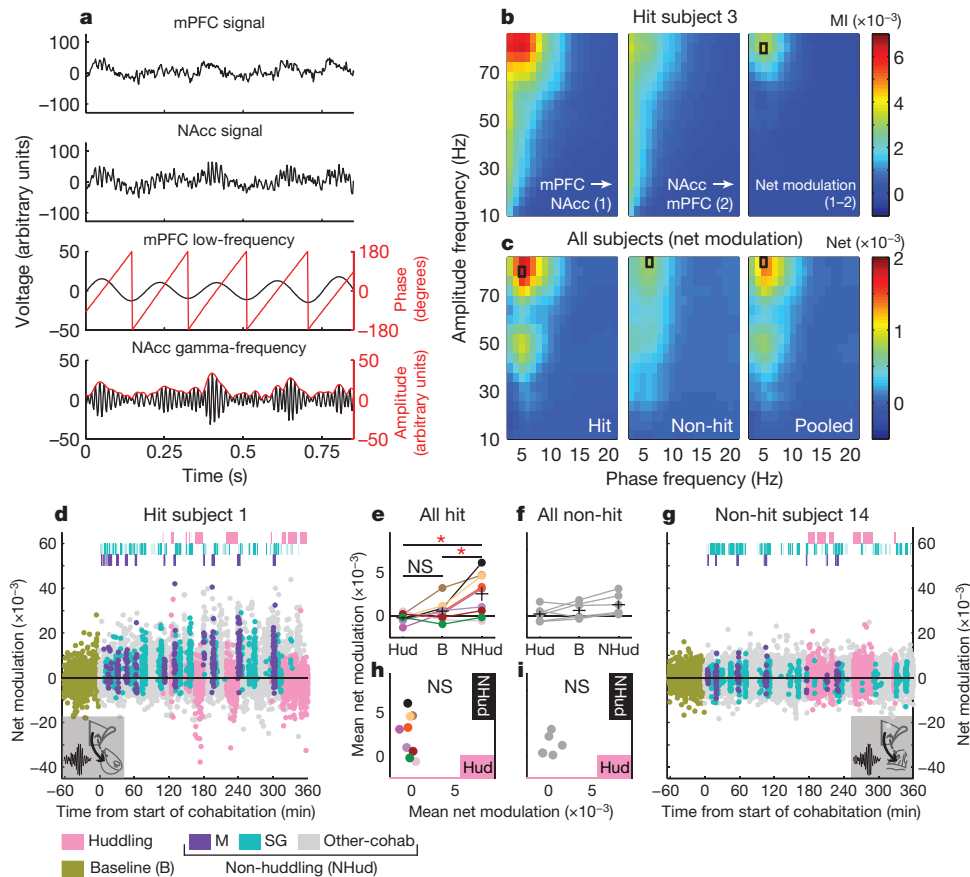 a
mPFC signal
100
0
−100
NAcc signal
100
0
−100
Voltage (arbitrary units)
mPFC low-frequency
50
0
−50
180
0
−180
Phase
(degrees)
NAcc gamma-frequency
50
0
−50
50
0
−50
Amplitude
(arbitrary units)
0
0.25
0.5
0.75
Time (s)
b
Hit subject 3
MI (×10−3)
70
50
30
10
mPFC →
NAcc (1)
NAcc →
mPFC (2)
Net modulation
(1–2)
6
4
2
0
Amplitude frequency (Hz)
c
All subjects (net modulation)
Net (×10−3)
70
50
30
10
Hit
Non-hit
Pooled
2
1
0
5 10 15 20
5 10 15 20
5 10 15 20
Phase frequency (Hz)
d
Hit subject 1
60
40
20
0
−20
−40
Net modulation (×10−3)
−60 0 60 120 180 240 300 360
Time from start of cohabitation (min)
e
All hit
*
*
NS
5
0
Hud B NHud
f
All non-hit
Hud B NHud
Mean net modulation (×10−3)
h
NS
NHud
Hud
5
0
0 5
i
NS
NHud
Hud
0 5
Mean net modulation (×10−3)
g
Non-hit subject 14
60
40
20
0
−20
−40
Net modulation (×10−3)
−60 0 60 120 180 240 300 360
Time from start of cohabitation (min)
Huddling
M
SG
Other-cohab
Baseline (B)
Non-huddling (NHud)